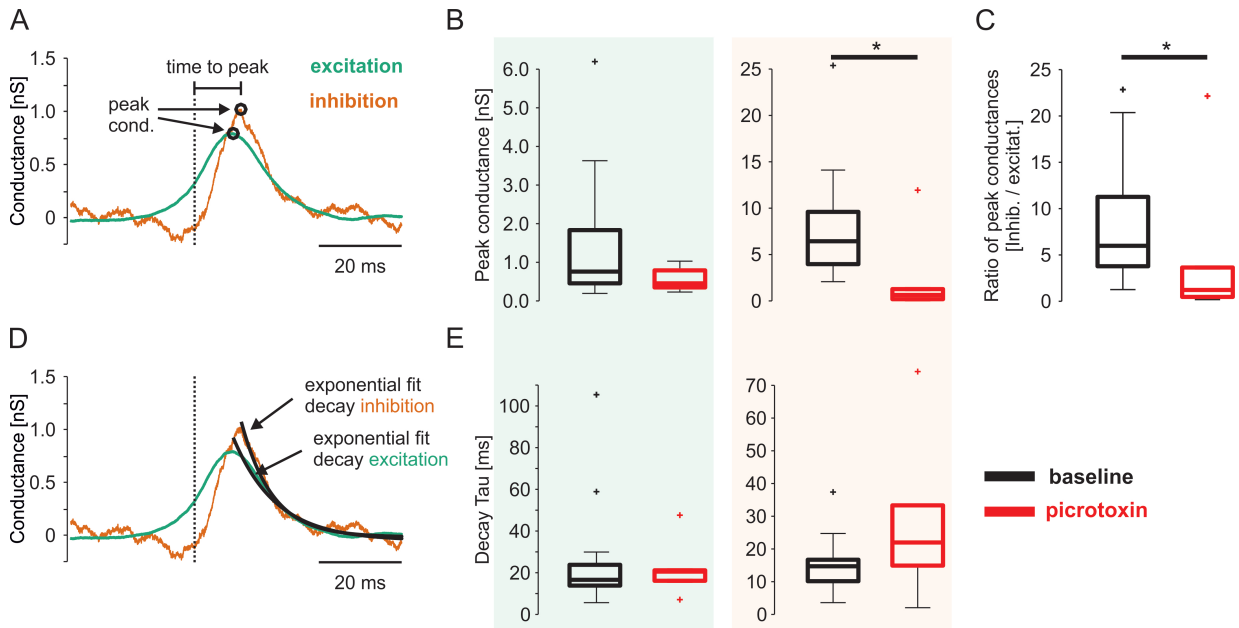 A
1.5
1.0
0.5
0
Conductance [nS]
time to peak
peak
cond.
excitation
inhibition
20 ms
B
Peak conductance [nS]
6.0
5.0
4.0
3.0
2.0
1.0
0.0
25
20
15
10
5
0
*
C
Ratio of peak conductances
[Inhib. / excitat.]
25
20
15
10
5
0
*
D
1.5
1.0
0.5
0
Conductance [nS]
exponential fit
decay inhibition
exponential fit
decay excitation
20 ms
E
Decay Tau [ms]
100
80
60
40
20
0
70
60
50
40
30
20
10
0
baseline
picrotoxin